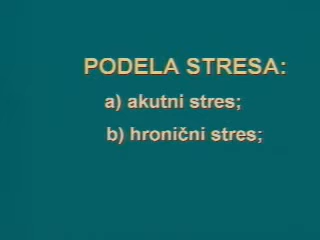 PODELA STRESA:
a) akutni stres;
b) hronični stres;